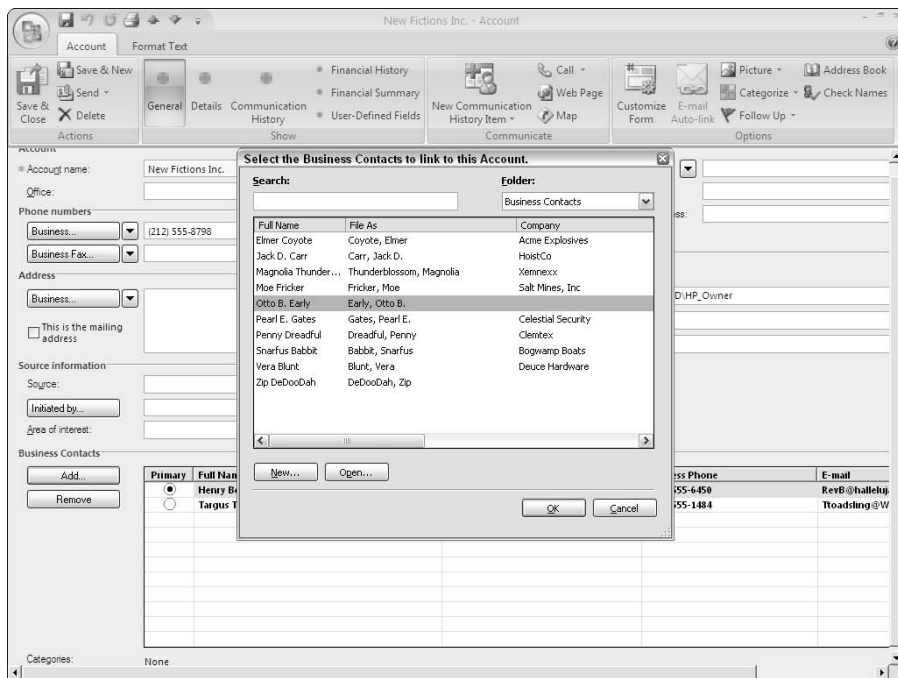 New Fictions Inc. - Account
Account Format Text
Save & Close
Save & New
Send
Delete
Actions
General
Details
Communication History
Financial History
Financial Summary
User-Defined Fields
Show
New Communication History Item
Call
Web Page
Map
Communicate
Customize Form
E-mail Auto-link
Picture
Categorize
Follow Up
Address Book
Check Names
Options
Account
Account name: New Fictions Inc.
Office:
Phone numbers
Business... (212) 555-8798
Business Fax...
Address
Business...
This is the mailing address
Source information
Source:
Initiated by...
Area of interest:
Business Contacts
Add...
Remove
Select the Business Contacts to link to this Account.
Search: Folder:
Business Contacts
Full Name File As Company
Elmer Coyote Coyote, Elmer Acme Explosives
Jack D. Carr Carr, Jack D. HoistCo
Magnolia Thunder... Thunderblossom, Magnolia Xemnexx
Moe Fricker Fricker, Moe Salt Mines, Inc
Otto B. Early Early, Otto B.
Pearl E. Gates Gates, Pearl E. Celestial Security
Penny Dreadful Dreadful, Penny Clemtex
Snarfus Babbit Babbit, Snarfus Bogwamp Boats
Vera Blunt Blunt, Vera Deuce Hardware
Zip DeDooDah DeDooDah, Zip
New... Open...
OK Cancel
ess:
D\HP_Owner
Primary Full Nan ess Phone E-mail
Henry Be 555-6450 RevB@halleluj
Targus T 555-1484 Ttoadsling@W
Categories: None